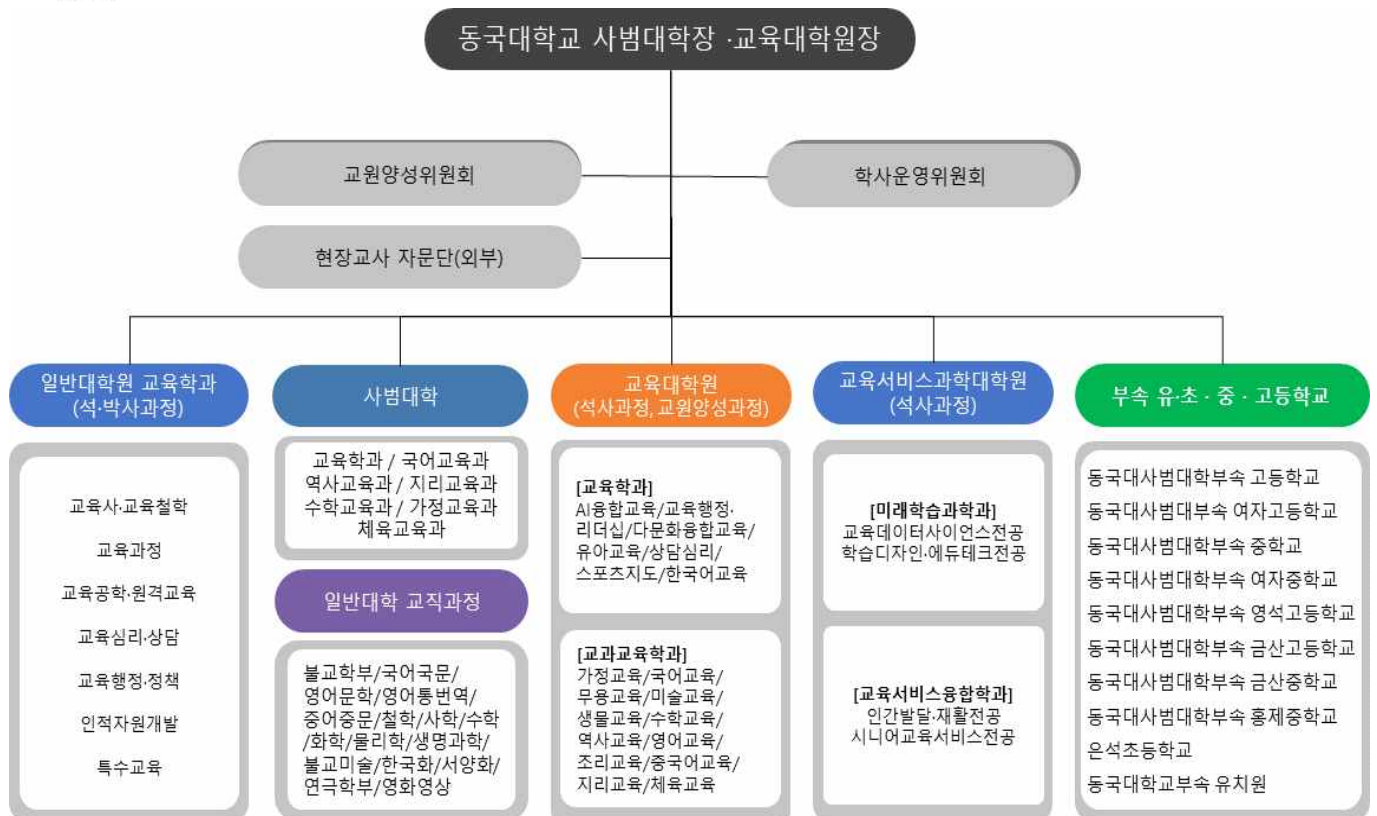 동국대학교 사범대학장 ·교육대학원장
교원양성위원회
학사운영위원회
현장교사 자문단(외부)
일반대학원 교육학과
(석·박사과정)
교육사·교육철학
교육과정
교육공학·원격교육
교육심리·상담
교육행정·정책
인적자원개발
특수교육
사범대학
교육학과 / 국어교육과
역사교육과 / 지리교육과
수학교육과 / 가정교육과
체육교육과
일반대학 교직과정
불교학부/국어국문/
영어문학/영어통번역/
중어중문/철학/사학/수학
/화학/물리학/생명과학/
불교미술/한국화/서양화/
연극학부/영화영상
교육대학원
(석사과정, 교원양성과정)
[교육학과]
AI융합교육/교육행정·
리더십/다문화융합교육/
유아교육/상담심리/
스포츠지도/한국어교육
[교과교육학과]
가정교육/국어교육/
무용교육/미술교육/
생물교육/수학교육/
역사교육/영어교육/
조리교육/중국어교육/
지리교육/체육교육
교육서비스과학대학원
(석사과정)
[미래학습과학학과]
교육데이터사이언스전공
학습디자인·에듀테크전공
[교육서비스융합학과]
인간발달·재활전공
시니어교육서비스전공
부속 유·초 · 중 · 고등학교
동국대사범대학부속 고등학교
동국대사범대부속 여자고등학교
동국대사범대학부속 중학교
동국대사범대학부속 여자중학교
동국대사범대학부속 영석고등학교
동국대사범대학부속 금산고등학교
동국대사범대학부속 금산중학교
동국대사범대학부속 홍제중학교
은석초등학교
동국대학교부속 유치원